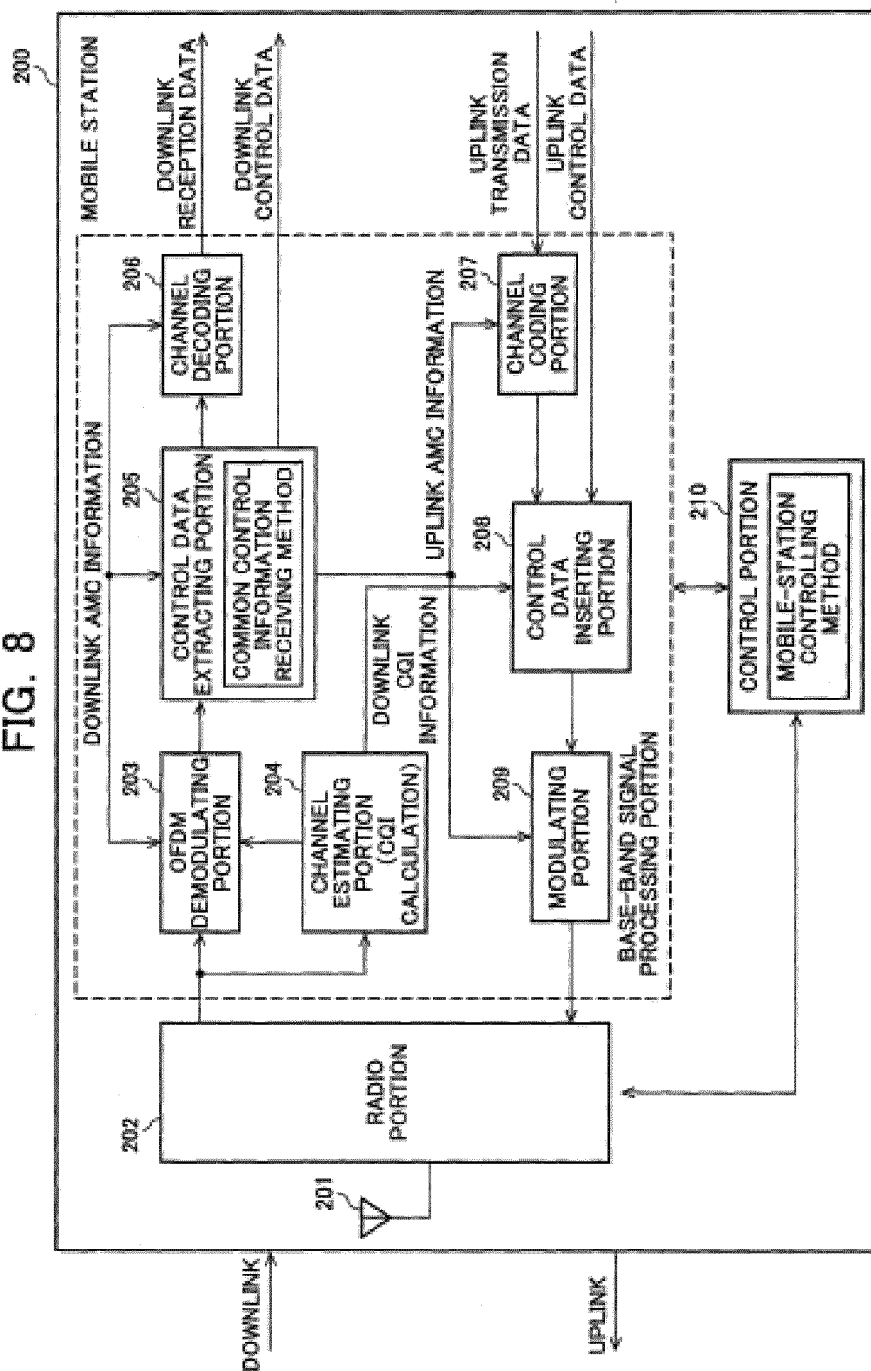 FIG. 8
200
MOBILE STATION
DOWNLINK
UPLINK
201
202
RADIO
PORTION
DOWNLINK AMC INFORMATION
203
OFDM
DEMODULATING
PORTION
204
CHANNEL
ESTIMATING
PORTION
(CQI
CALCULATION)
205
CONTROL DATA
EXTRACTING PORTION
COMMON CONTROL
INFORMATION
RECEIVING METHOD
206
CHANNEL
DECODING
PORTION
DOWNLINK
RECEPTION DATA
DOWNLINK
CONTROL DATA
DOWNLINK
CQI
INFORMATION
UPLINK AMC INFORMATION
207
CHANNEL
CODING
PORTION
UPLINK
TRANSMISSION
DATA
UPLINK
CONTROL DATA
208
CONTROL
DATA
INSERTING
PORTION
209
MODULATING
PORTION
BASE-BAND SIGNAL
PROCESSING PORTION
210
CONTROL PORTION
MOBILE-STATION
CONTROLLING
METHOD